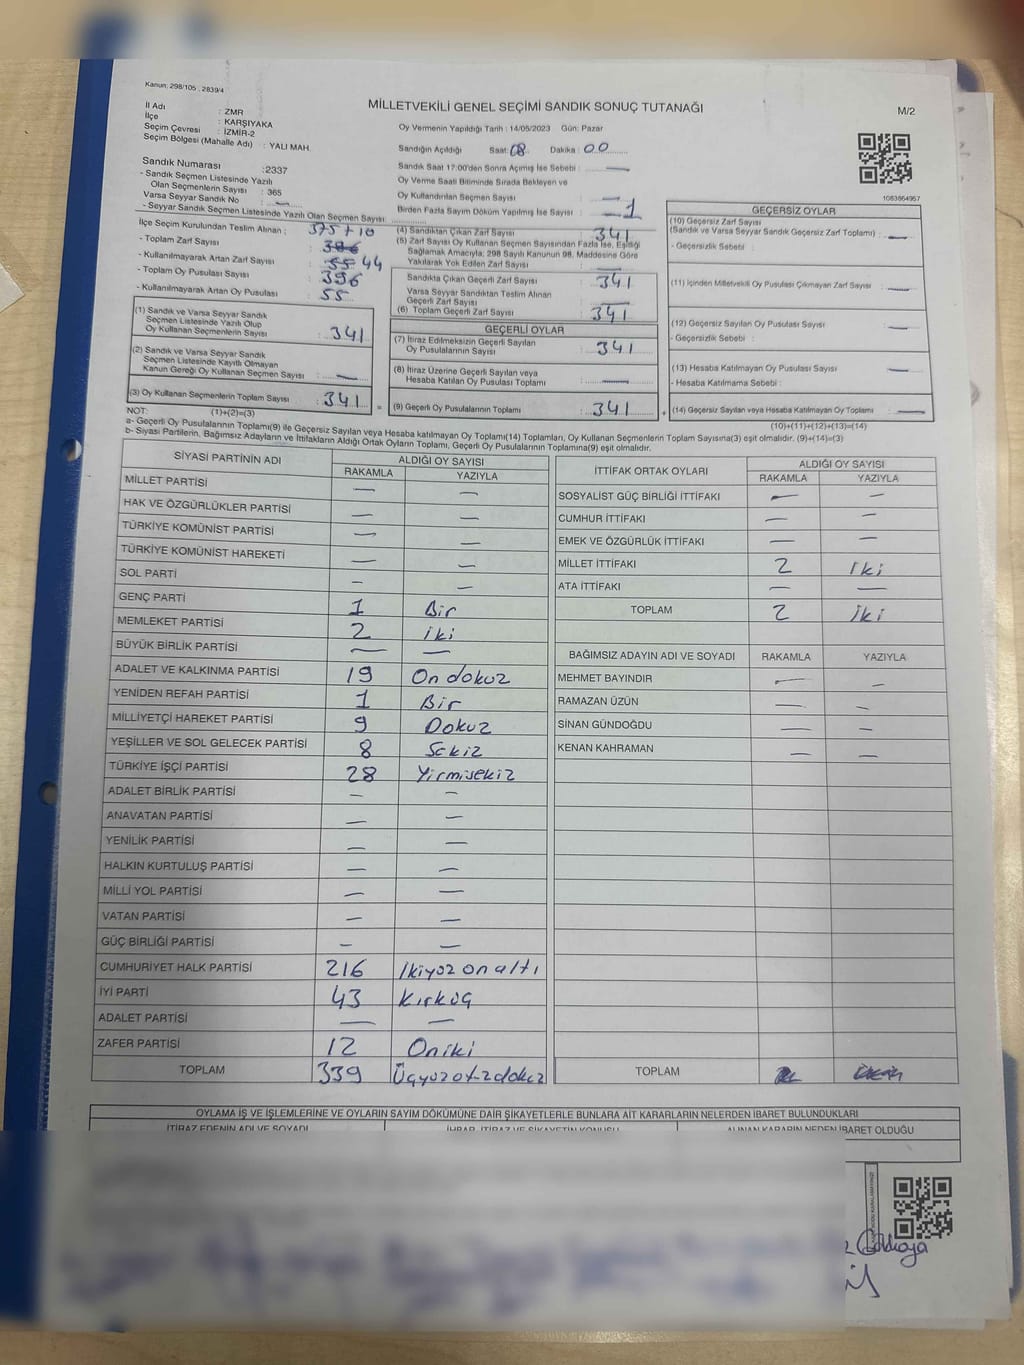 Kanun: 298/105 , 2839/4
MİLLETVEKİLİ GENEL SEÇİMİ SANDIK SONUÇ TUTANAĞI
M/2
İl Adı : ZMR
İlçe : KARŞIYAKA
Seçim Çevresi : İZMİR-2
Seçim Bölgesi (Mahalle Adı) : YALI MAH.
Oy Vermenin Yapıldığı Tarih : 14/05/2023 Gün: Pazar
Sandığın Açıldığı Saat: 08 Dakika: 00
Sandık Saat 17:00'den Sonra Açımış İse Sebebi : —
Oy Verme Saati Bitiminde Sırada Bekleyen ve
Oy Kullandırılan Seçmen Sayısı : —
Birden Fazla Sayım Döküm Yapılmış İse Sayısı : —1
1083864957
Sandık Numarası :2337
- Sandık Seçmen Listesinde Yazılı
Olan Seçmenlerin Sayısı : 365
Varsa Seyyar Sandık No : —
- Seyyar Sandık Seçmen Listesinde Yazılı Olan Seçmen Sayısı :
İlçe Seçim Kurulundan Teslim Alınan : 375+10
- Toplam Zarf Sayısı : 386
- Kullanılmayarak Artan Zarf Sayısı : 55 44
- Toplam Oy Pusulası Sayısı : 396
- Kullanılmayarak Artan Oy Pusulası : 55
(1) Sandık ve Varsa Seyyar Sandık
Seçmen Listesinde Yazılı Olup
Oy Kullanan Seçmenlerin Sayısı : 341
(2) Sandık ve Varsa Seyyar Sandık
Seçmen Listesinde Kayıtlı Olmayan
Kanun Gereği Oy Kullanan Seçmen Sayısı : —
(3) Oy Kullanan Seçmenlerin Toplam Sayısı : 341 =
(4) Sandıktan Çıkan Zarf Sayısı : 341
(5) Zarf Sayısı Oy Kullanan Seçmen Sayısından Fazla İse, Eşitliği
Sağlamak Amacıyla; 298 Sayılı Kanunun 98. Maddesine Göre
Yakılarak Yok Edilen Zarf Sayısı : —
Sandıkta Çıkan Geçerli Zarf Sayısı : 341
Varsa Seyyar Sandıktan Teslim Alınan
Geçerli Zarf Sayısı : —
(6) Toplam Geçerli Zarf Sayısı : 341
GEÇERLİ OYLAR
(7) İtiraz Edilmeksizin Geçerli Sayılan
Oy Pusulalarının Sayısı : 341
(8) İtiraz Üzerine Geçerli Sayılan veya
Hesaba Katılan Oy Pusulası Toplamı : —
(9) Geçerli Oy Pusulalarının Toplamı : 341 +
GEÇERSİZ OYLAR
(10) Geçersiz Zarf Sayısı
(Sandık ve Varsa Seyyar Sandık Geçersiz Zarf Toplamı) : —
- Geçersizlik Sebebi :
(11) İçinden Milletvekili Oy Pusulası Çıkmayan Zarf Sayısı : —
(12) Geçersiz Sayılan Oy Pusulası Sayısı : —
- Geçersizlik Sebebi :
(13) Hesaba Katılmayan Oy Pusulası Sayısı : —
- Hesaba Katılmama Sebebi :
(14) Geçersiz Sayılan veya Hesaba Katılmayan Oy Toplamı : —
NOT: (1)+(2)=(3) (10)+(11)+(12)+(13)=(14)
a- Geçerli Oy Pusulalarının Toplamı(9) ile Geçersiz Sayılan veya Hesaba katılmayan Oy Toplamı(14) Toplamları, Oy Kullanan Seçmenlerin Toplam Sayısına(3) eşit olmalıdır. (9)+(14)=(3)
b- Siyasi Partilerin, Bağımsız Adayların ve İttifakların Aldığı Ortak Oyların Toplamı, Geçerli Oy Pusulalarının Toplamına(9) eşit olmalıdır.
SİYASİ PARTİNİN ADI ALDIĞI OY SAYISI
RAKAMLA YAZIYLA
MİLLET PARTİSİ — —
HAK VE ÖZGÜRLÜKLER PARTİSİ — —
TÜRKİYE KOMÜNİST PARTİSİ — —
TÜRKİYE KOMÜNİST HAREKETİ — —
SOL PARTİ — —
GENÇ PARTİ 1 Bir
MEMLEKET PARTİSİ 2 iki
BÜYÜK BİRLİK PARTİSİ — —
ADALET VE KALKINMA PARTİSİ 19 On dokuz
YENİDEN REFAH PARTİSİ 1 Bir
MİLLİYETÇİ HAREKET PARTİSİ 9 Dokuz
YEŞİLLER VE SOL GELECEK PARTİSİ 8 Sekiz
TÜRKİYE İŞÇİ PARTİSİ 28 Yirmisekiz
ADALET BİRLİK PARTİSİ — —
ANAVATAN PARTİSİ — —
YENİLİK PARTİSİ — —
HALKIN KURTULUŞ PARTİSİ — —
MİLLİ YOL PARTİSİ — —
VATAN PARTİSİ — —
GÜÇ BİRLİĞİ PARTİSİ — —
CUMHURİYET HALK PARTİSİ 216 İkiyüz onaltı
İYİ PARTİ 43 Kırküç
ADALET PARTİSİ — —
ZAFER PARTİSİ 12 Oniki
TOPLAM 339 Üçyüzotuzdokuz
İTTİFAK ORTAK OYLARI ALDIĞI OY SAYISI
RAKAMLA YAZIYLA
SOSYALİST GÜÇ BİRLİĞİ İTTİFAKI — —
CUMHUR İTTİFAKI — —
EMEK VE ÖZGÜRLÜK İTTİFAKI — —
MİLLET İTTİFAKI 2 İki
ATA İTTİFAKI — —
TOPLAM 2 İki
BAĞIMSIZ ADAYIN ADI VE SOYADI RAKAMLA YAZIYLA
MEHMET BAYINDIR — —
RAMAZAN ÜZÜN — —
SİNAN GÜNDOĞDU — —
KENAN KAHRAMAN — —
TOPLAM
OYLAMA İŞ VE İŞLEMLERİNE VE OYLARIN SAYIM DÖKÜMÜNE DAİR ŞİKAYETLERLE BUNLARA AİT KARARLARIN NELERDEN İBARET BULUNDUKLARI
İTİRAZ EDENİN ADI VE SOYADI İHBAR, İTİRAZ VE ŞİKAYETİN KONUSU ALINAN KARARIN NEDEN İBARET OLDUĞU